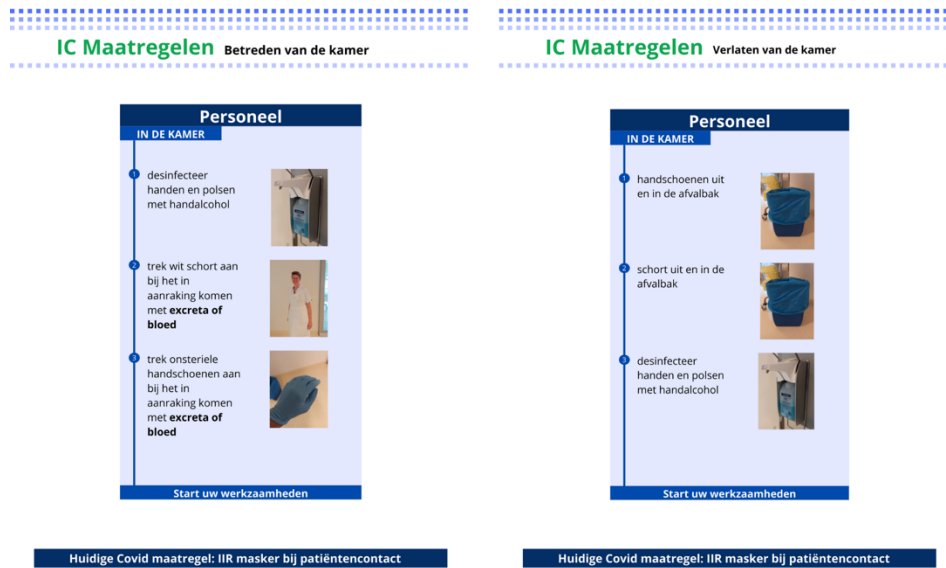 IC Maatregelen Betreden van de kamer
Personeel
IN DE KAMER
1 desinfecteer
handen en polsen
met handalcohol
2 trek wit schort aan
bij het in
aanraking komen
met excreta of
bloed
3 trek onsteriele
handschoenen aan
bij het in
aanraking komen
met excreta of
bloed
Start uw werkzaamheden
Huidige Covid maatregel: IIR masker bij patiëntencontact
IC Maatregelen Verlaten van de kamer
Personeel
IN DE KAMER
1 handschoenen uit
en in de afvalbak
2 schort uit en in de
afvalbak
3 desinfecteer
handen en polsen
met handalcohol
Start uw werkzaamheden
Huidige Covid maatregel: IIR masker bij patiëntencontact